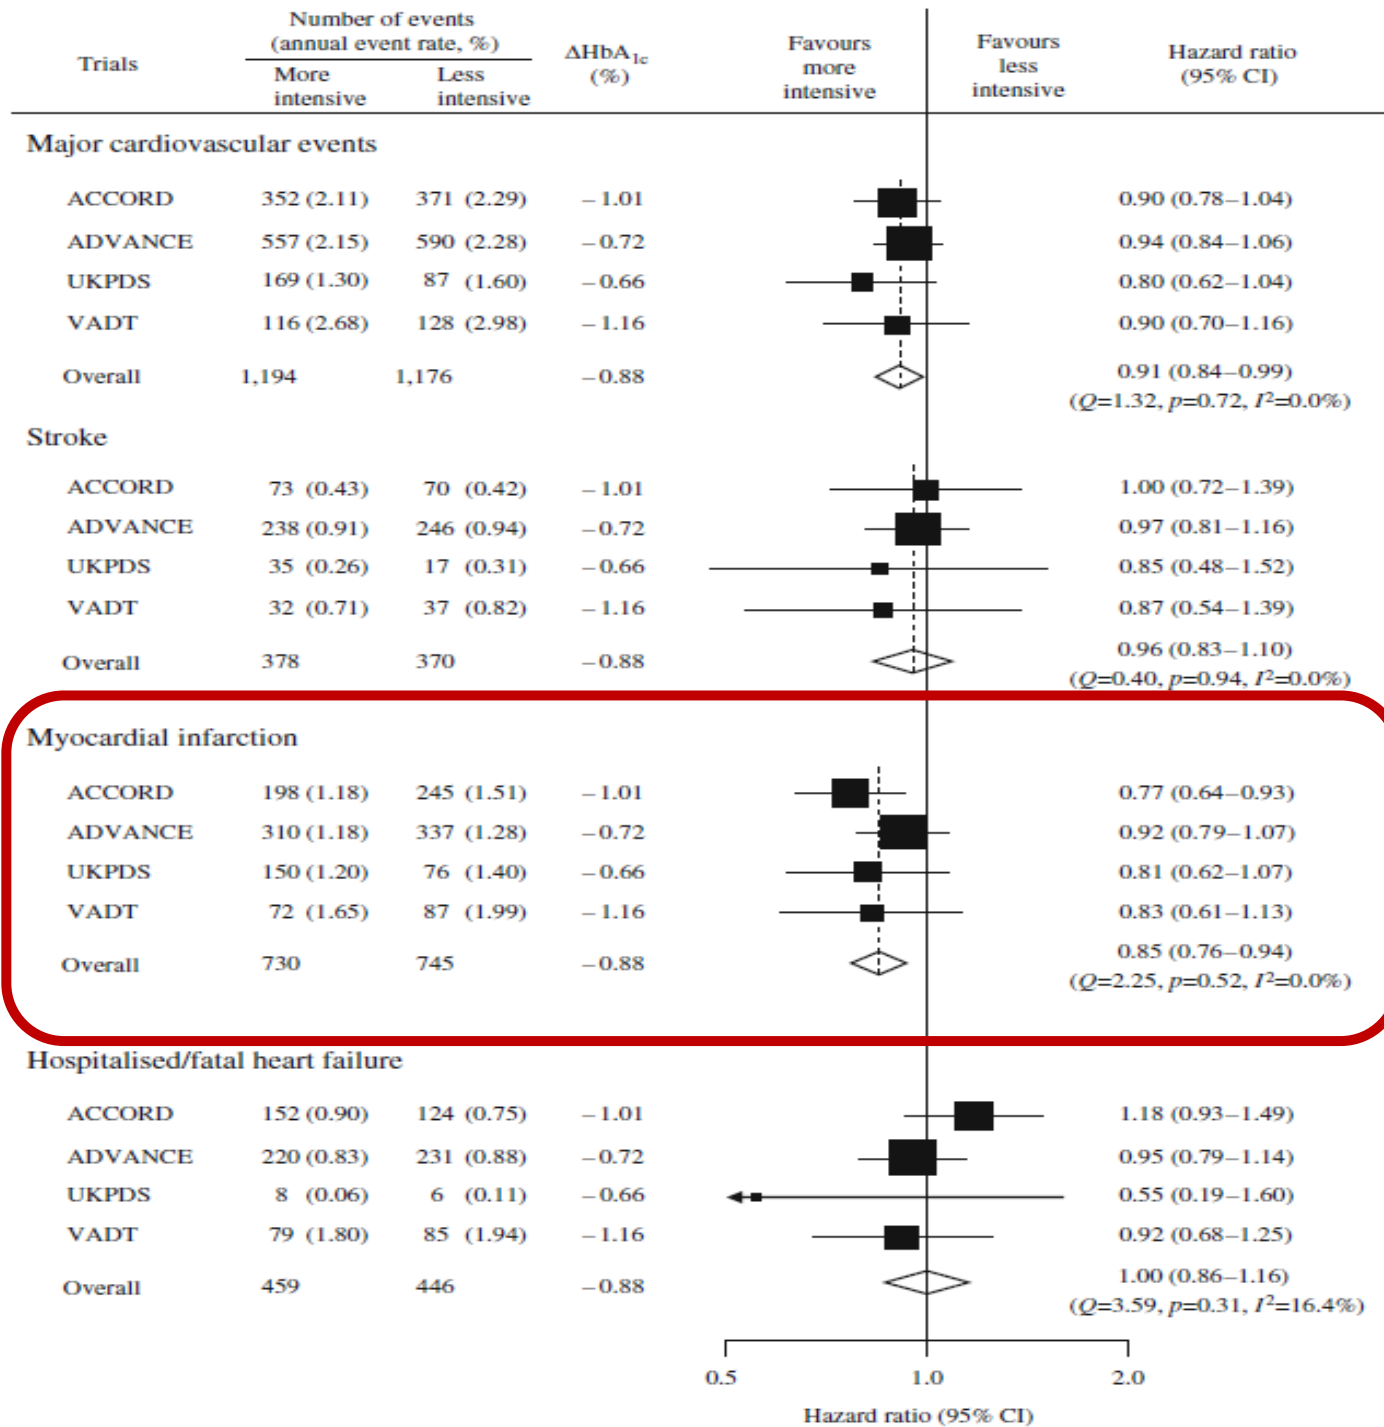 Trials Number of events (annual event rate, %) ΔHbA1c (%) Favours more intensive Favours less intensive Hazard ratio (95% CI)
More intensive Less intensive
Major cardiovascular events
ACCORD 352 (2.11) 371 (2.29) −1.01 0.90 (0.78–1.04)
ADVANCE 557 (2.15) 590 (2.28) −0.72 0.94 (0.84–1.06)
UKPDS 169 (1.30) 87 (1.60) −0.66 0.80 (0.62–1.04)
VADT 116 (2.68) 128 (2.98) −1.16 0.90 (0.70–1.16)
Overall 1,194 1,176 −0.88 0.91 (0.84–0.99)
(Q=1.32, p=0.72, I²=0.0%)
Stroke
ACCORD 73 (0.43) 70 (0.42) −1.01 1.00 (0.72–1.39)
ADVANCE 238 (0.91) 246 (0.94) −0.72 0.97 (0.81–1.16)
UKPDS 35 (0.26) 17 (0.31) −0.66 0.85 (0.48–1.52)
VADT 32 (0.71) 37 (0.82) −1.16 0.87 (0.54–1.39)
Overall 378 370 −0.88 0.96 (0.83–1.10)
(Q=0.40, p=0.94, I²=0.0%)
Myocardial infarction
ACCORD 198 (1.18) 245 (1.51) −1.01 0.77 (0.64–0.93)
ADVANCE 310 (1.18) 337 (1.28) −0.72 0.92 (0.79–1.07)
UKPDS 150 (1.20) 76 (1.40) −0.66 0.81 (0.62–1.07)
VADT 72 (1.65) 87 (1.99) −1.16 0.83 (0.61–1.13)
Overall 730 745 −0.88 0.85 (0.76–0.94)
(Q=2.25, p=0.52, I²=0.0%)
Hospitalised/fatal heart failure
ACCORD 152 (0.90) 124 (0.75) −1.01 1.18 (0.93–1.49)
ADVANCE 220 (0.83) 231 (0.88) −0.72 0.95 (0.79–1.14)
UKPDS 8 (0.06) 6 (0.11) −0.66 0.55 (0.19–1.60)
VADT 79 (1.80) 85 (1.94) −1.16 0.92 (0.68–1.25)
Overall 459 446 −0.88 1.00 (0.86–1.16)
(Q=3.59, p=0.31, I²=16.4%)
0.5 1.0 2.0
Hazard ratio (95% CI)